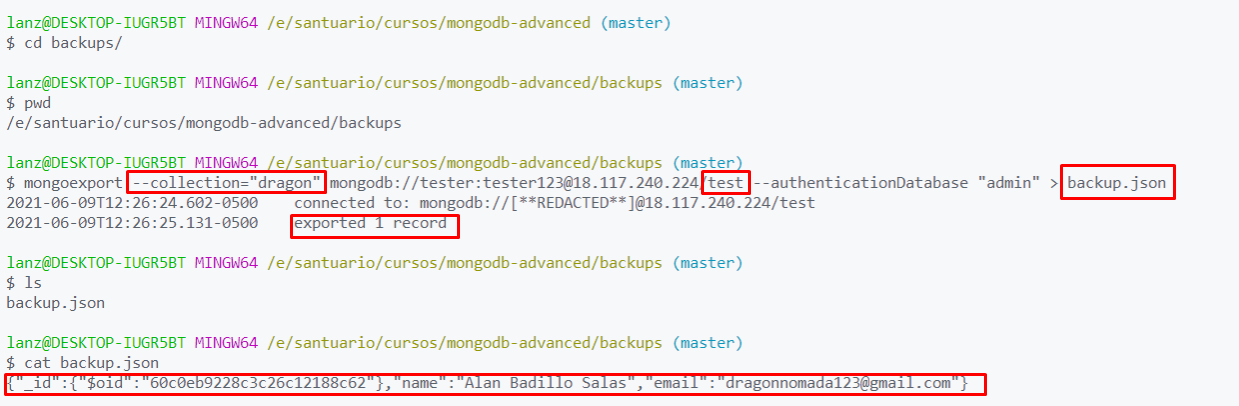 lanz@DESKTOP-IUGR5BT MINGW64 /e/santuario/cursos/mongodb-advanced (master)
$ cd backups/
lanz@DESKTOP-IUGR5BT MINGW64 /e/santuario/cursos/mongodb-advanced/backups (master)
$ pwd
/e/santuario/cursos/mongodb-advanced/backups
lanz@DESKTOP-IUGR5BT MINGW64 /e/santuario/cursos/mongodb-advanced/backups (master)
$ mongoexport --collection="dragon" mongodb://tester:tester123@18.117.240.224/test --authenticationDatabase "admin" > backup.json
2021-06-09T12:26:24.602-0500    connected to: mongodb://[**REDACTED**]@18.117.240.224/test
2021-06-09T12:26:25.131-0500    exported 1 record
lanz@DESKTOP-IUGR5BT MINGW64 /e/santuario/cursos/mongodb-advanced/backups (master)
$ ls
backup.json
lanz@DESKTOP-IUGR5BT MINGW64 /e/santuario/cursos/mongodb-advanced/backups (master)
$ cat backup.json
{"_id":{"$oid":"60c0eb9228c3c26c12188c62"},"name":"Alan Badillo Salas","email":"dragonnomada123@gmail.com"}